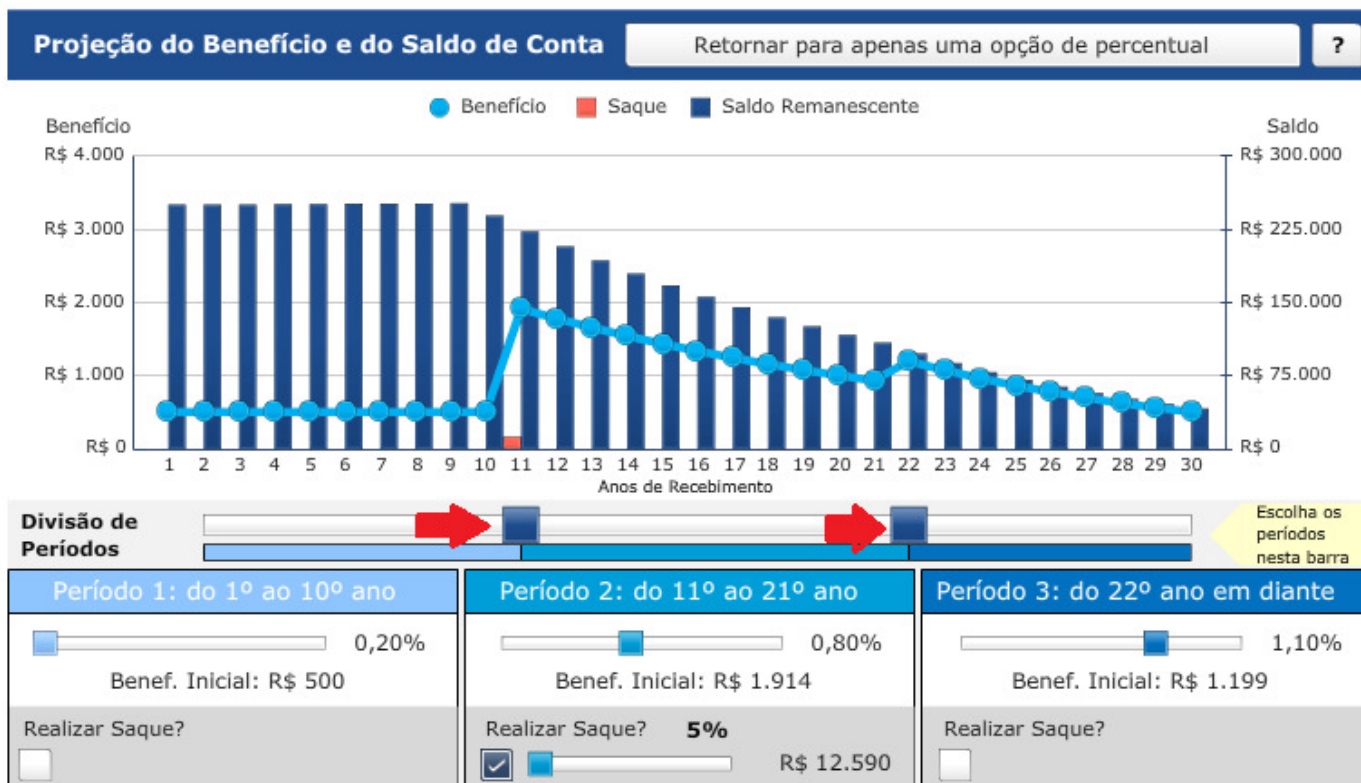 Projeção do Benefício e do Saldo de Conta
Retornar para apenas uma opção de percentual
?
Benefício Saque Saldo Remanescente
Benefício
Saldo
R$ 4.000
R$ 300.000
R$ 3.000
R$ 225.000
R$ 2.000
R$ 150.000
R$ 1.000
R$ 75.000
R$ 0
R$ 0
1 2 3 4 5 6 7 8 9 10 11 12 13 14 15 16 17 18 19 20 21 22 23 24 25 26 27 28 29 30
Anos de Recebimento
Divisão de
Períodos
Escolha os
períodos
nesta barra
Período 1: do 1º ao 10º ano
0,20%
Benef. Inicial: R$ 500
Realizar Saque?
Período 2: do 11º ao 21º ano
0,80%
Benef. Inicial: R$ 1.914
Realizar Saque? 5%
R$ 12.590
Período 3: do 22º ano em diante
1,10%
Benef. Inicial: R$ 1.199
Realizar Saque?